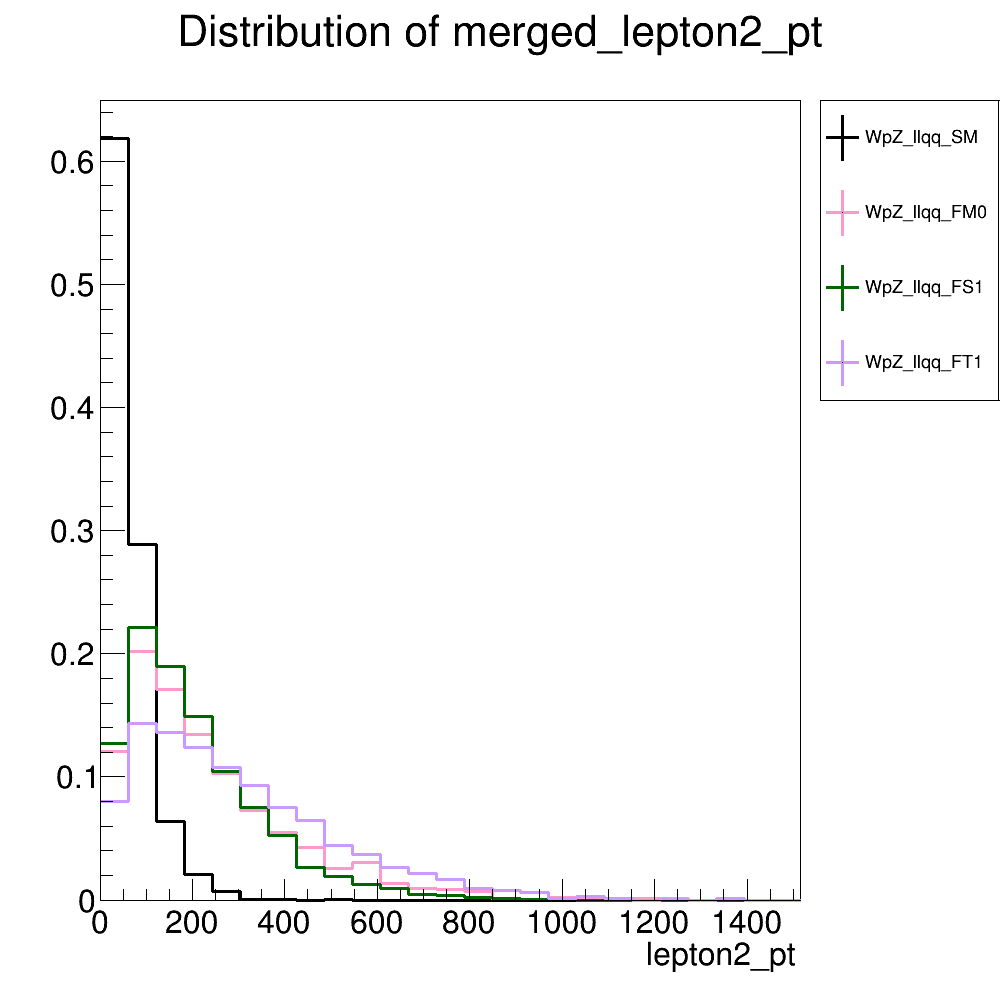 Distribution of merged_lepton2_pt
WpZ_llqq_SM
WpZ_llqq_FM0
WpZ_llqq_FS1
WpZ_llqq_FT1
0.6
0.5
0.4
0.3
0.2
0.1
0
0 200 400 600 800 1000 1200 1400
lepton2_pt